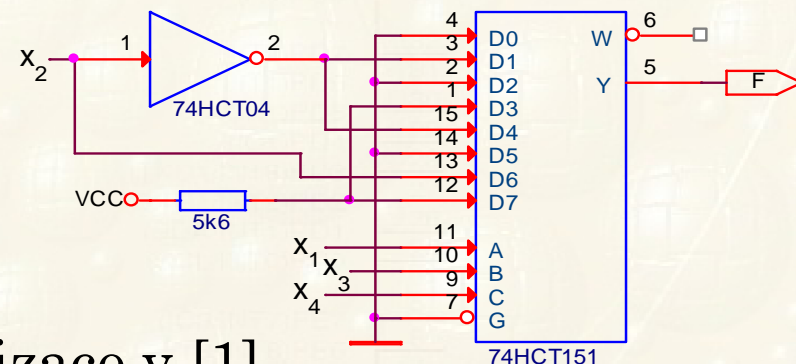 x2 1 2
74HCT04
VCC 5k6
4 D0 W 6
3 D1
2 D2 Y 5 F
1 D3
15 D4
14 D5
13 D6
12 D7
x1 11 A
x3 10 B
x4 9 C
7 G
74HCT151
v [1]